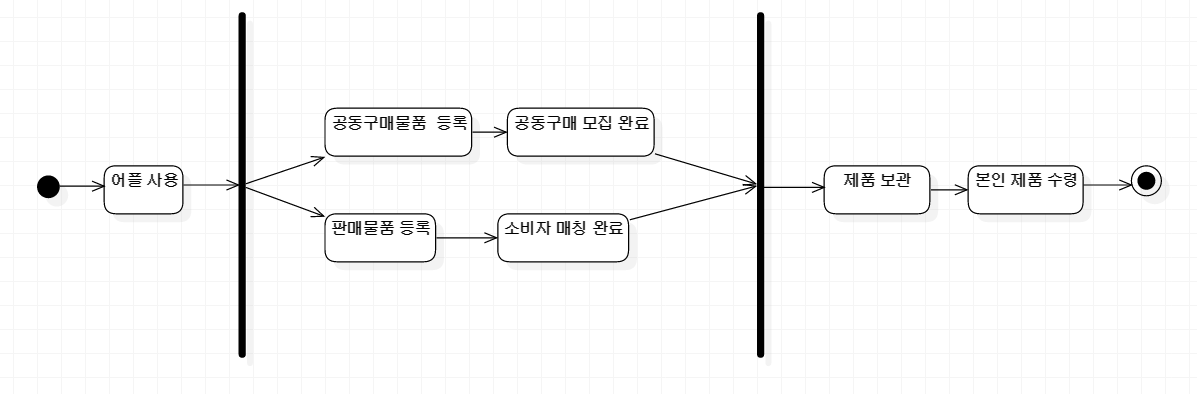 어플 사용
공동구매물품 등록
공동구매 모집 완료
판매물품 등록
소비자 매칭 완료
제품 보관
본인 제품 수령